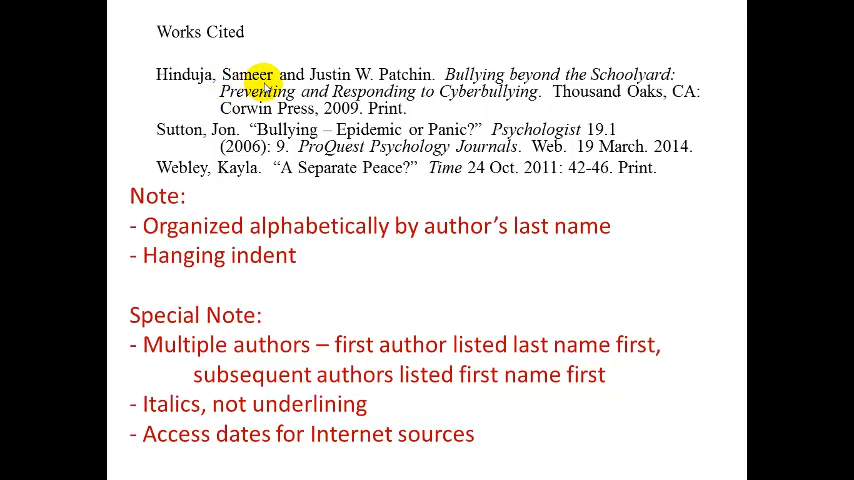 Works Cited
Hinduja, Sameer and Justin W. Patchin. Bullying beyond the Schoolyard:
Preventing and Responding to Cyberbullying. Thousand Oaks, CA:
Corwin Press, 2009. Print.
Sutton, Jon. “Bullying – Epidemic or Panic?” Psychologist 19.1
(2006): 9. ProQuest Psychology Journals. Web. 19 March. 2014.
Webley, Kayla. “A Separate Peace?” Time 24 Oct. 2011: 42-46. Print.
Note:
- Organized alphabetically by author’s last name
- Hanging indent
Special Note:
- Multiple authors – first author listed last name first,
subsequent authors listed first name first
- Italics, not underlining
- Access dates for Internet sources